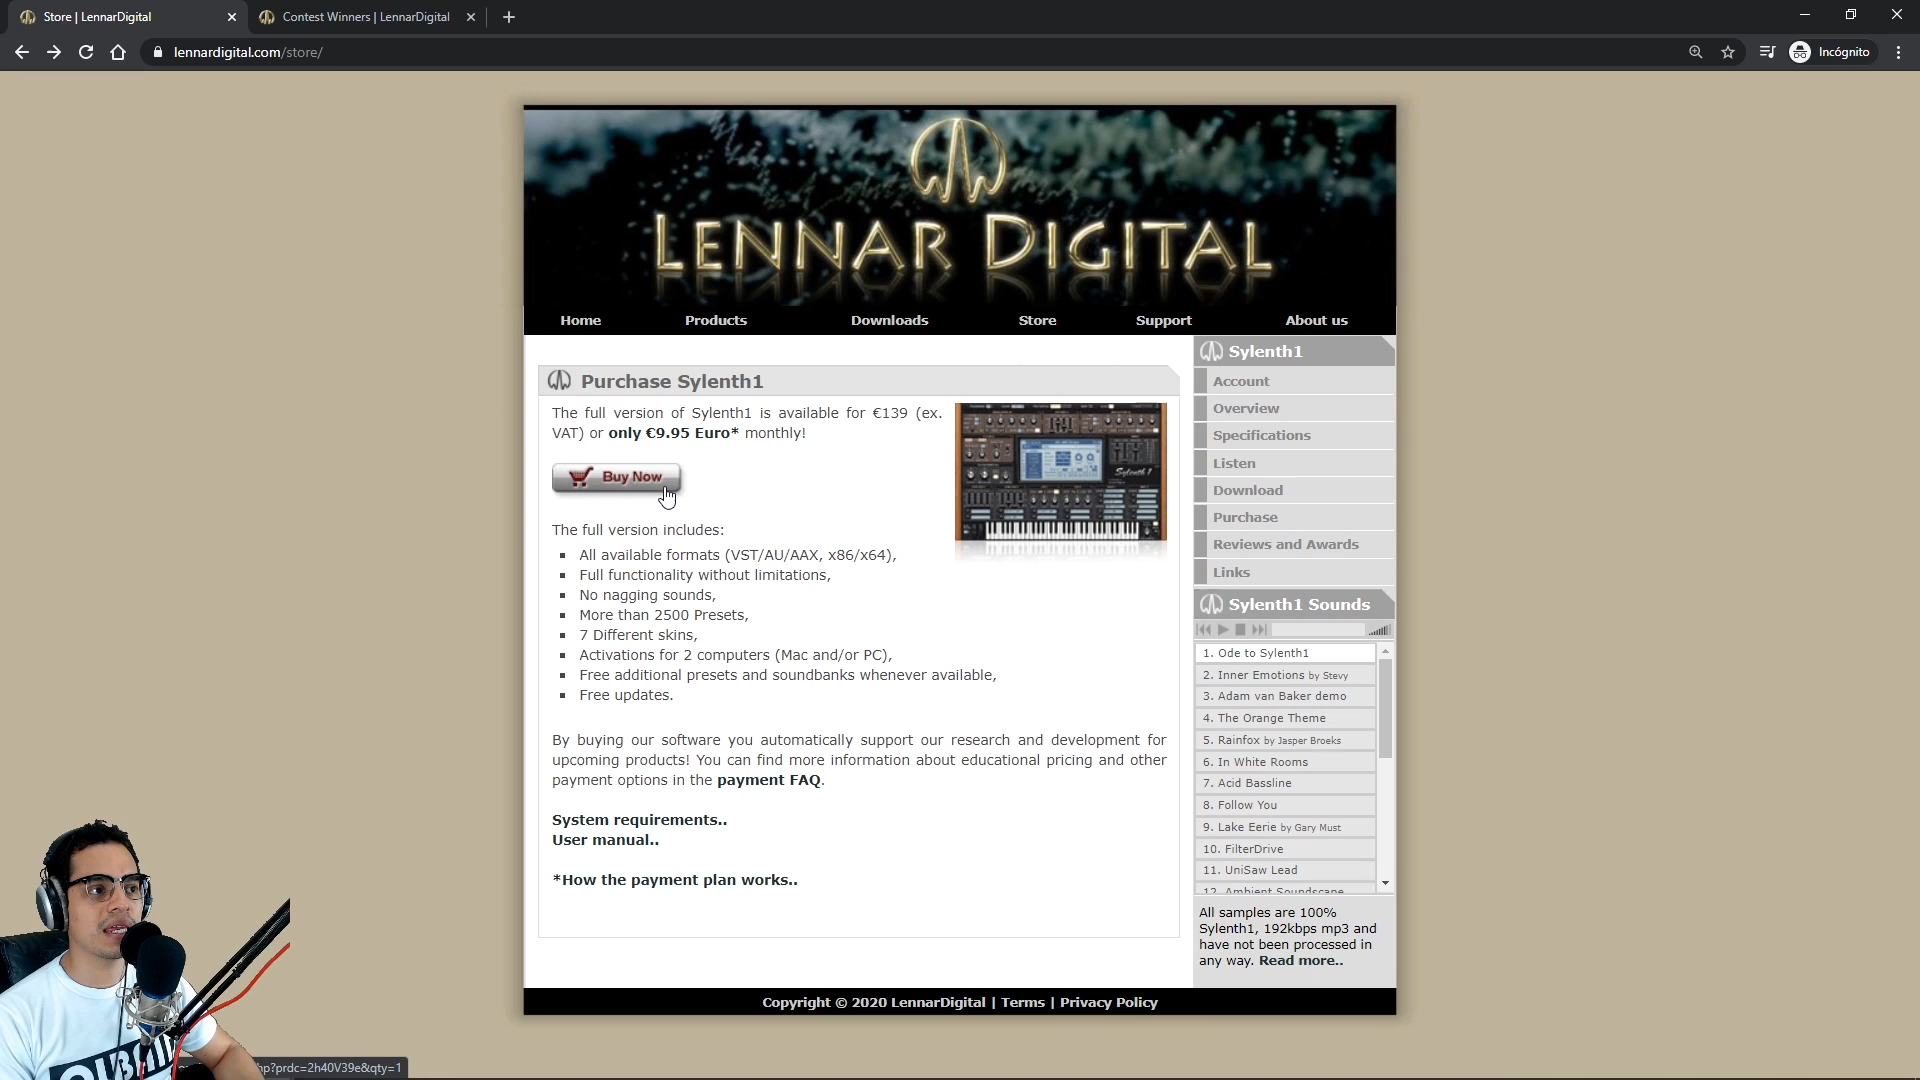 Store | LennarDigital
Contest Winners | LennarDigital
lennardigital.com/store/
Incógnito
LENNAR DIGITAL
Home Products Downloads Store Support About us
Purchase Sylenth1
The full version of Sylenth1 is available for €139 (ex.
VAT) or only €9.95 Euro* monthly!
Buy Now
Sylenth1
The full version includes:
All available formats (VST/AU/AAX, x86/x64),
Full functionality without limitations,
No nagging sounds,
More than 2500 Presets,
7 Different skins,
Activations for 2 computers (Mac and/or PC),
Free additional presets and soundbanks whenever available,
Free updates.
By buying our software you automatically support our research and development for
upcoming products! You can find more information about educational pricing and other
payment options in the payment FAQ.
System requirements..
User manual..
*How the payment plan works..
Sylenth1
Account
Overview
Specifications
Listen
Download
Purchase
Reviews and Awards
Links
Sylenth1 Sounds
1. Ode to Sylenth1
2. Inner Emotions by Stevy
3. Adam van Baker demo
4. The Orange Theme
5. Rainfox by Jasper Broeks
6. In White Rooms
7. Acid Bassline
8. Follow You
9. Lake Eerie by Gary Must
10. FilterDrive
11. UniSaw Lead
12. Ambient Soundscape
All samples are 100%
Sylenth1, 192kbps mp3 and
have not been processed in
any way. Read more..
Copyright © 2020 LennarDigital | Terms | Privacy Policy
hp?prdc=2h40V39e&qty=1